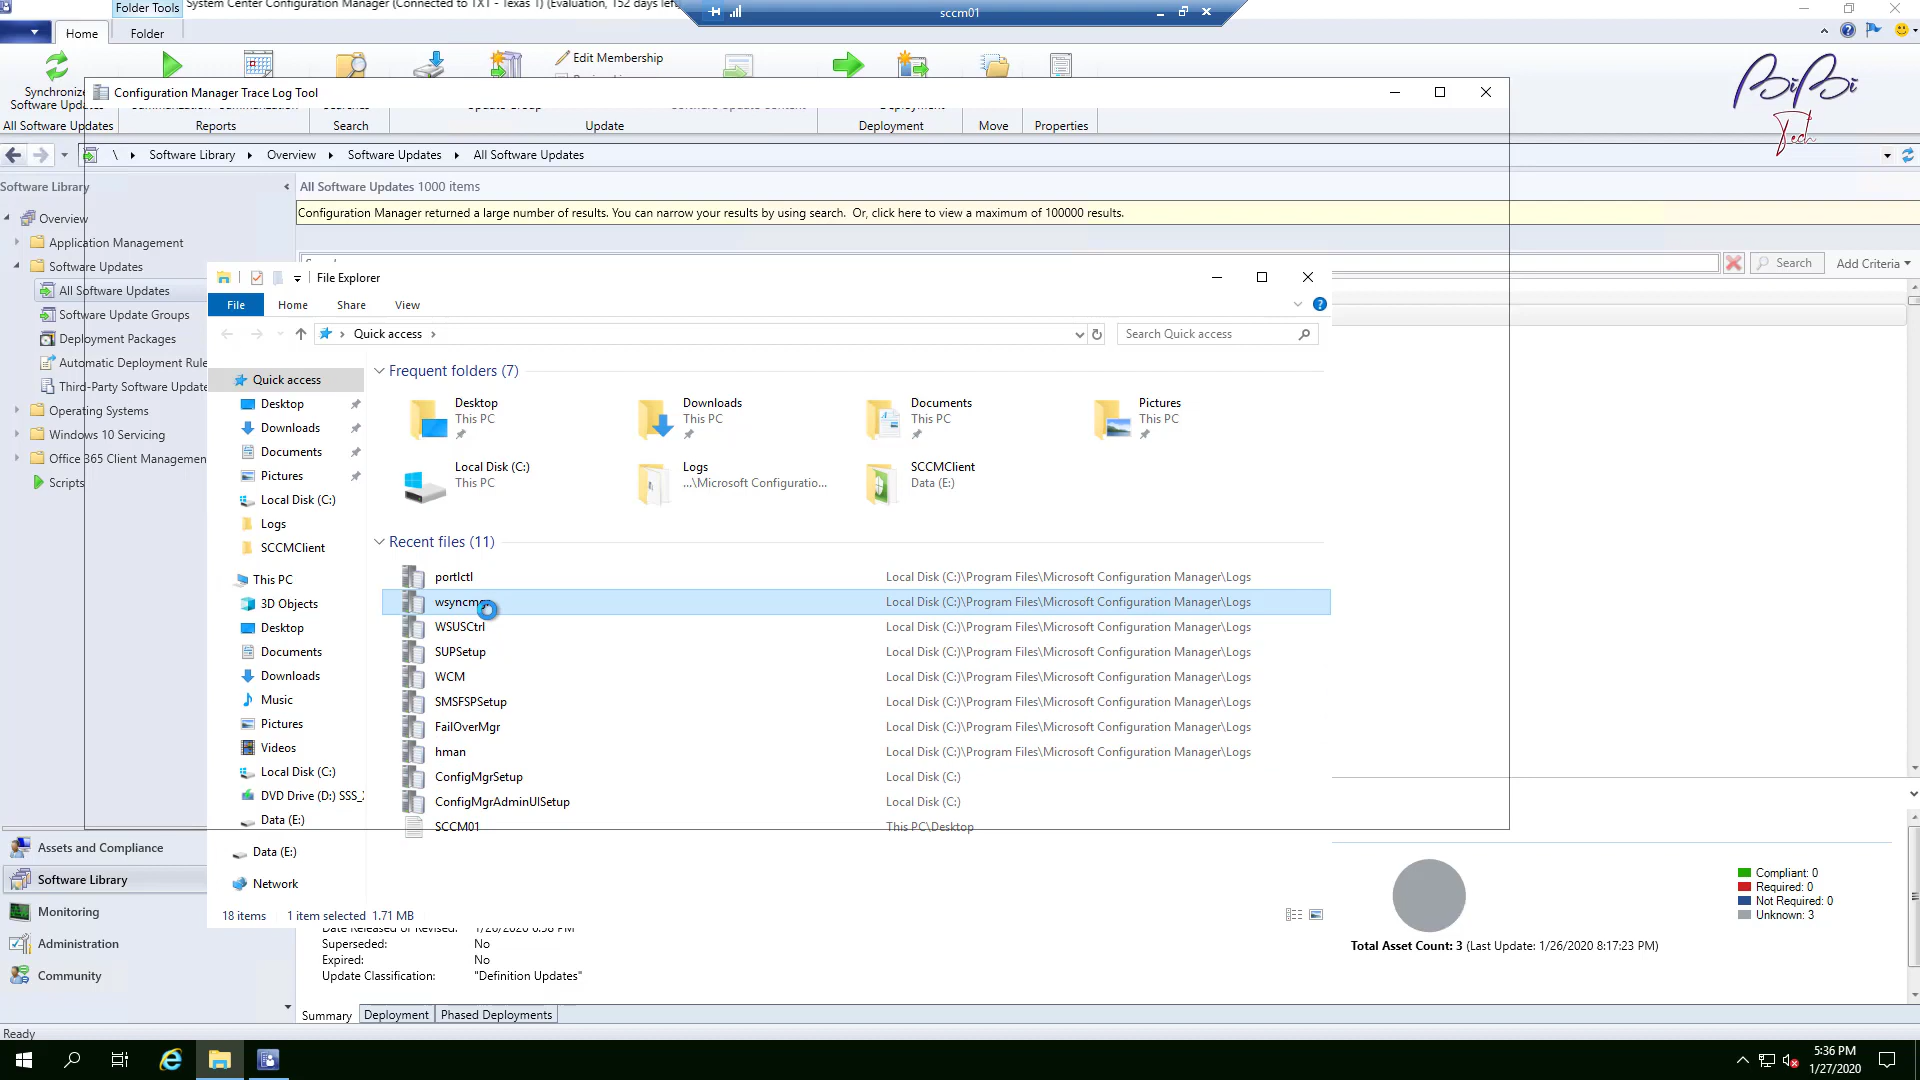 Folder Tools
System Center Configuration Manager (Connected to TXT - Texas 1) (Evaluation, 152 days left)
sccm01
Home
Folder
Edit Membership
Synchronize
Software Updates
Configuration Manager Trace Log Tool
All Software Updates
Reports
Search
Update
Deployment
Move
Properties
BiBi
Tech
\ Software Library Overview Software Updates All Software Updates
Software Library
All Software Updates 1000 items
Configuration Manager returned a large number of results. You can narrow your results by using search. Or, click here to view a maximum of 100000 results.
Search
Add Criteria
Overview
Application Management
Software Updates
All Software Updates
Software Update Groups
Deployment Packages
Automatic Deployment Rule
Third-Party Software Update
Operating Systems
Windows 10 Servicing
Office 365 Client Managemen
Scripts
File Explorer
File
Home
Share
View
Quick access
Search Quick access
Quick access
Desktop
Downloads
Documents
Pictures
Local Disk (C:)
Logs
SCCMClient
This PC
3D Objects
Desktop
Documents
Downloads
Music
Pictures
Videos
Local Disk (C:)
DVD Drive (D:) SSS_
Data (E:)
Data (E:)
Network
Frequent folders (7)
Desktop
This PC
Downloads
This PC
Documents
This PC
Pictures
This PC
Local Disk (C:)
This PC
Logs
...\Microsoft Configuratio...
SCCMClient
Data (E:)
Recent files (11)
portlctl Local Disk (C:)\Program Files\Microsoft Configuration Manager\Logs
wsyncmgr Local Disk (C:)\Program Files\Microsoft Configuration Manager\Logs
WSUSCtrl Local Disk (C:)\Program Files\Microsoft Configuration Manager\Logs
SUPSetup Local Disk (C:)\Program Files\Microsoft Configuration Manager\Logs
WCM Local Disk (C:)\Program Files\Microsoft Configuration Manager\Logs
SMSFSPSetup Local Disk (C:)\Program Files\Microsoft Configuration Manager\Logs
FailOverMgr Local Disk (C:)\Program Files\Microsoft Configuration Manager\Logs
hman Local Disk (C:)\Program Files\Microsoft Configuration Manager\Logs
ConfigMgrSetup Local Disk (C:)
ConfigMgrAdminUISetup Local Disk (C:)
SCCM01 This PC\Desktop
18 items 1 item selected 1.71 MB
Assets and Compliance
Software Library
Monitoring
Administration
Community
Date Released or Revised: 1/26/2020 6:58 PM
Superseded: No
Expired: No
Update Classification: "Definition Updates"
Compliant: 0
Required: 0
Not Required: 0
Unknown: 3
Total Asset Count: 3 (Last Update: 1/26/2020 8:17:23 PM)
Summary
Deployment
Phased Deployments
Ready
5:36 PM
1/27/2020